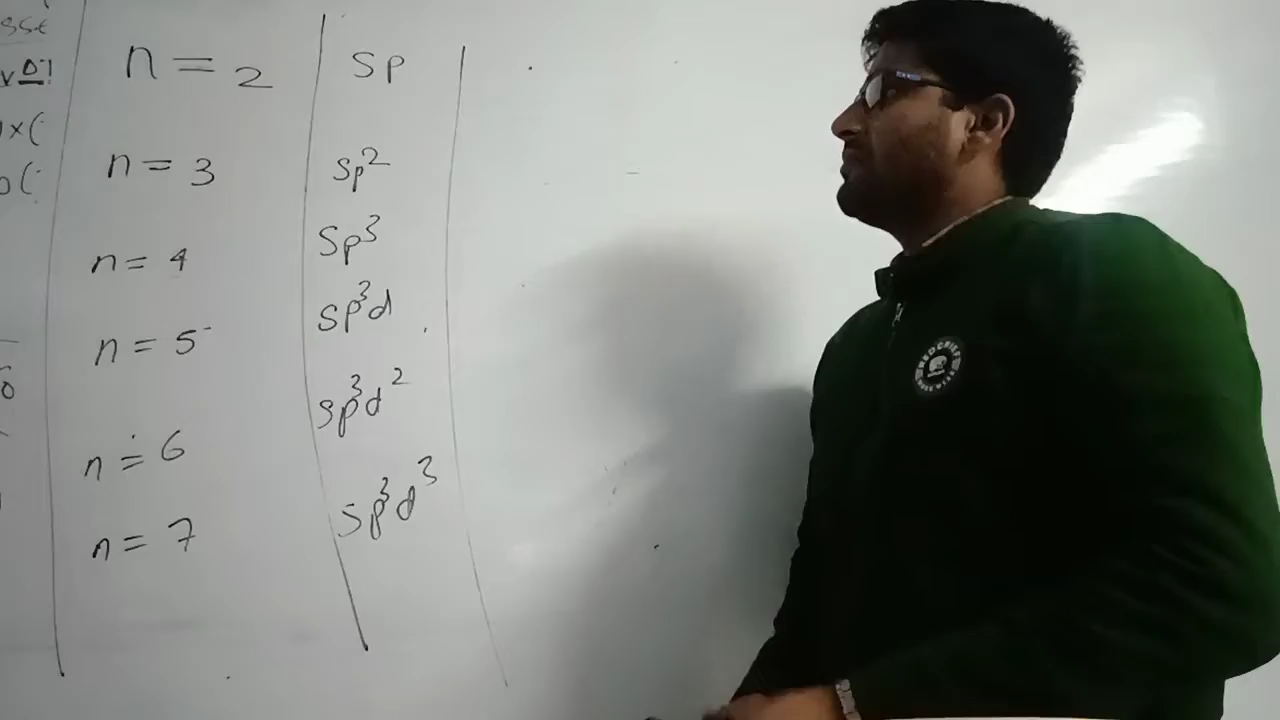 n = 2 sp
n = 3 sp²
n = 4 sp³
n = 5 sp³d
n = 6 sp³d²
n = 7 sp³d³